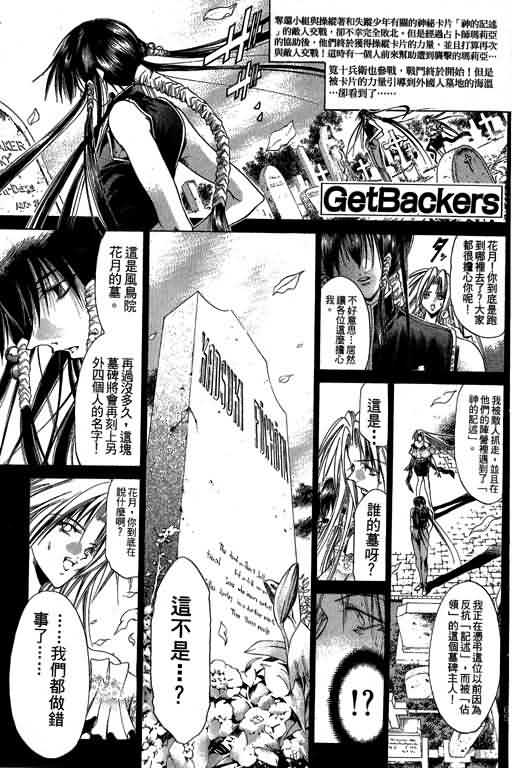 奪還小組與操縱著和失蹤少年有關的神秘卡片「神的記述」
的敵人交戰，卻不幸完全敗北。但是經過占卜師瑪莉亞
的協助後，他們終於獲得操縱卡片的力量，並且打算再次
與敵人交戰！這時有一個人前來幫助遭到襲擊的瑪莉亞…
筧十兵衛也參戰，戰鬥終於開始！但是
被卡片的力量引導到外國人墓地的海溫
…卻看到了……
GetBackers
花月！你到底是跑
到哪裡去了？大家
都很擔心你呢！
不好意思…居然
讓各位這麼擔心
我。
這是風鳥院
花月的墓。
再過沒多久，這塊
墓碑將會再刻上另
外四個人的名字！
我被敵人抓走，並且在
他們的陣營裡遇到了「
神的記述」。
這是…
誰的墓呀？
我正在憑弔這位以前因為
反抗「記述」，而被「佔
領」的這個墓碑主人！
!?
KADSUKI
FUCHOIN
這不是…？
花月，你到底在
說什麼啊？
……我們都做錯
事了……